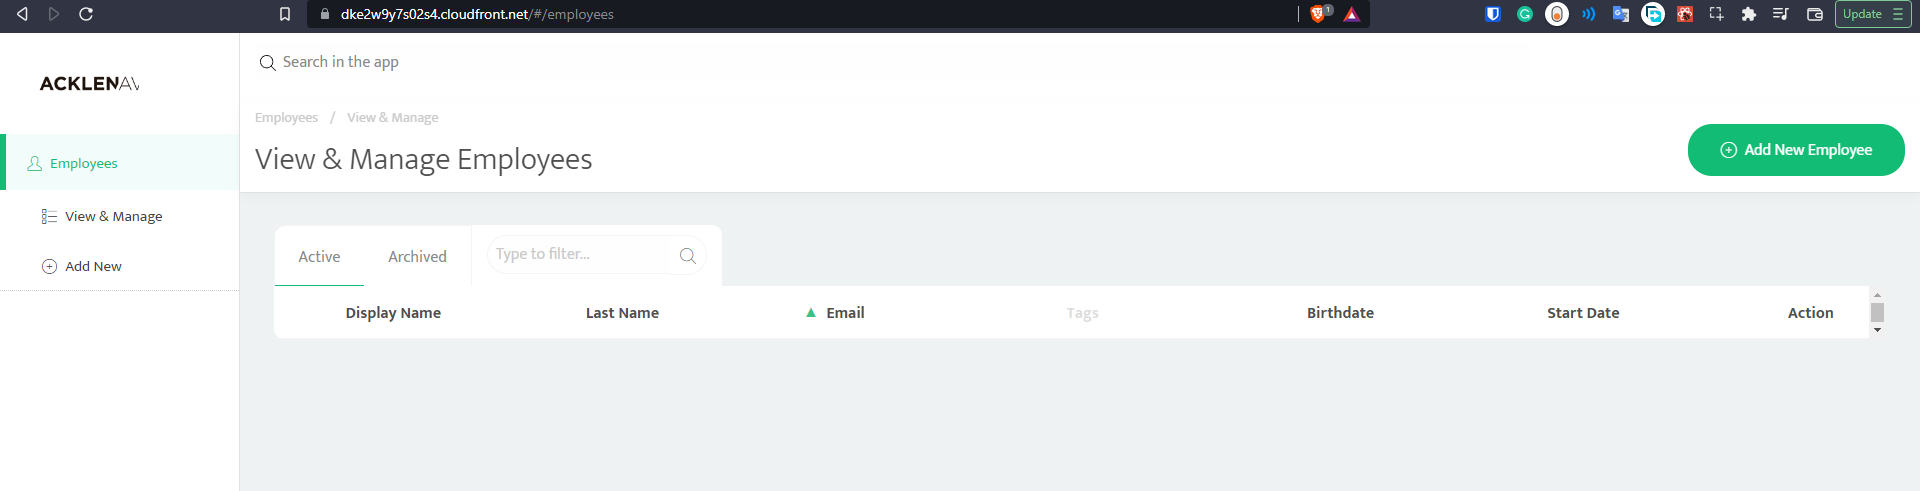 dke2w9y7s02s4.cloudfront.net/#/employees
1
Update
ACKLENAV
Search in the app
Employees / View & Manage
View & Manage Employees
Add New Employee
Employees
View & Manage
Add New
Active Archived Type to filter...
Display Name Last Name ▲ Email Tags Birthdate Start Date Action